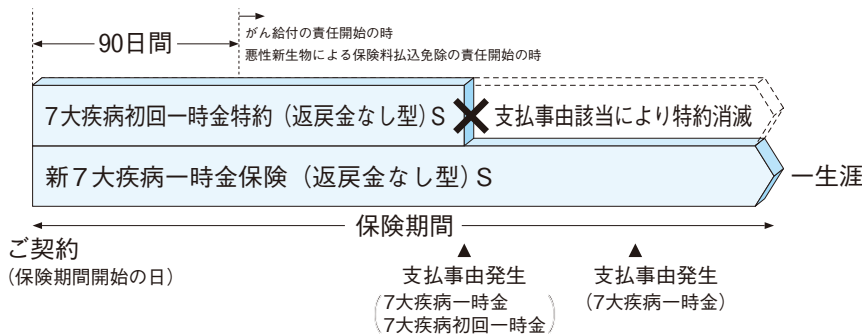 90日間
がん給付の責任開始の時
悪性新生物による保険料払込免除の責任開始の時
7大疾病初回一時金特約（返戻金なし型）S
支払事由該当により特約消滅
新7大疾病一時金保険（返戻金なし型）S
一生涯
保険期間
ご契約
（保険期間開始の日）
支払事由発生
（7大疾病一時金
7大疾病初回一時金）
支払事由発生
（7大疾病一時金）